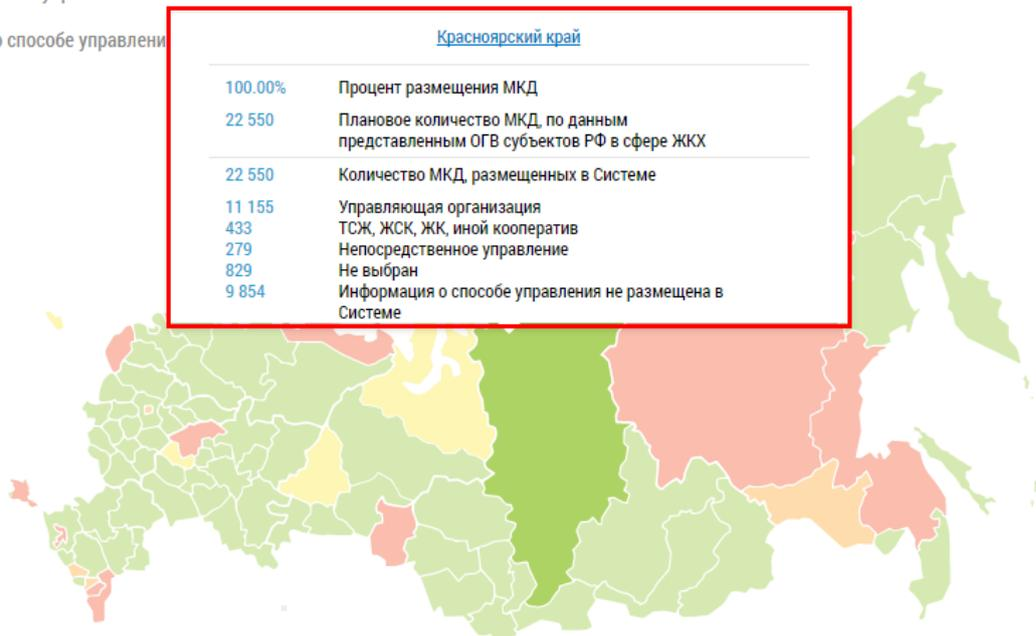 о способе управлени
Красноярский край
100.00% Процент размещения МКД
22 550 Плановое количество МКД, по данным
представленным ОГВ субъектов РФ в сфере ЖКХ
22 550 Количество МКД, размещенных в Системе
11 155 Управляющая организация
433 ТСЖ, ЖСК, ЖК, иной кооператив
279 Непосредственное управление
829 Не выбран
9 854 Информация о способе управления не размещена в
Системе